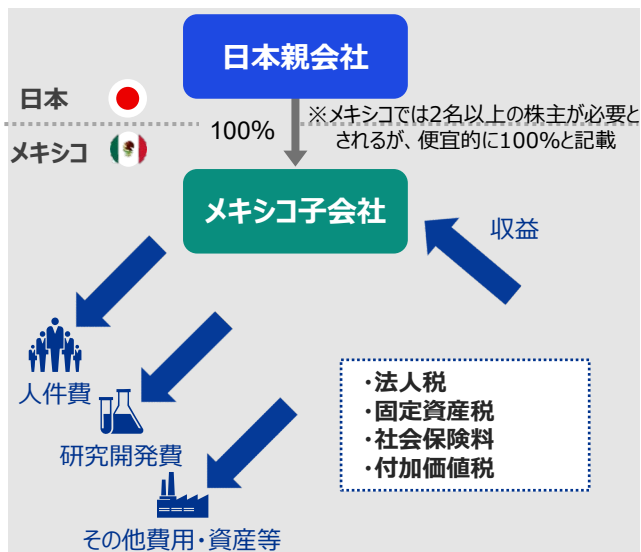 日本親会社
日本
メキシコ
100%
※メキシコでは2名以上の株主が必要と
されるが、便宜的に100%と記載
メキシコ子会社
収益
人件費
研究開発費
その他費用・資産等
・法人税
・固定資産税
・社会保険料
・付加価値税